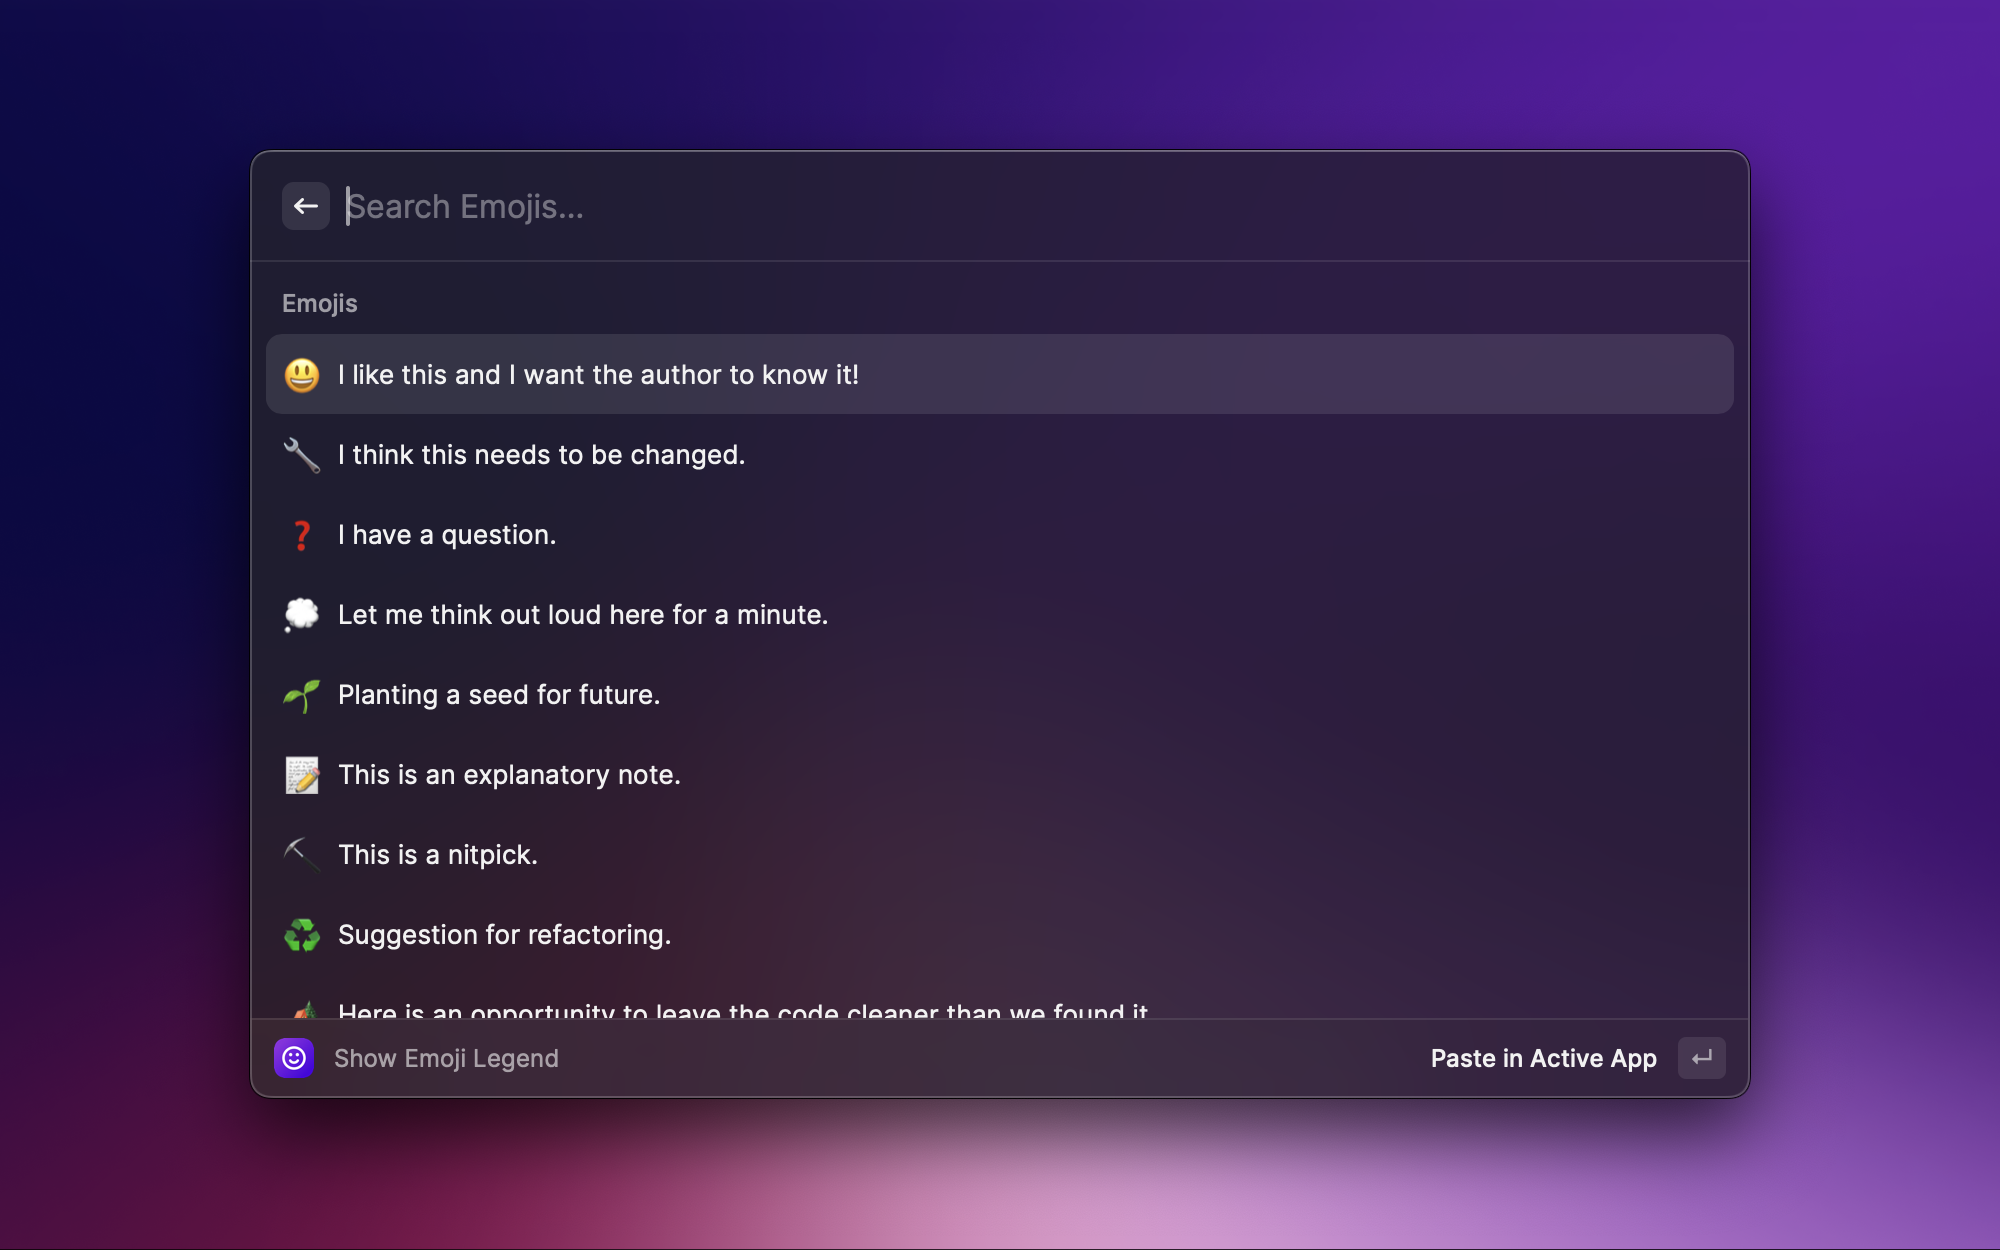 Search Emojis...
Emojis
😃 I like this and I want the author to know it!
🔧 I think this needs to be changed.
❓ I have a question.
💭 Let me think out loud here for a minute.
🌱 Planting a seed for future.
📝 This is an explanatory note.
⛏ This is a nitpick.
♻️ Suggestion for refactoring.
🏕 Here is an opportunity to leave the code cleaner than we found it
Show Emoji Legend
Paste in Active App